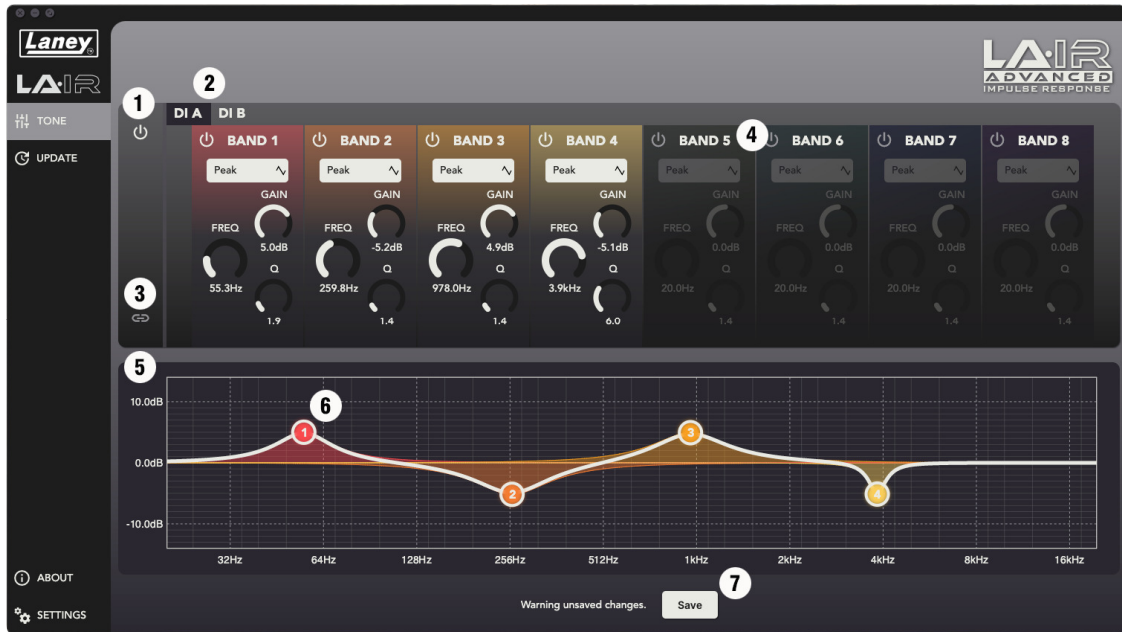 Laney
LA·IR
LA·IR
ADVANCED
IMPULSE RESPONSE
1
2
TONE
UPDATE
DI A DI B
BAND 1 BAND 2 BAND 3 BAND 4 BAND 5 4 BAND 6 BAND 7 BAND 8
Peak Peak Peak Peak Peak Peak Peak Peak
GAIN GAIN GAIN GAIN GAIN GAIN GAIN GAIN
FREQ FREQ FREQ FREQ FREQ FREQ FREQ FREQ
5.0dB -5.2dB 4.9dB -5.1dB 0.0dB 0.0dB 0.0dB 0.0dB
Q Q Q Q Q Q Q Q
55.3Hz 259.8Hz 978.0Hz 3.9kHz 20.0Hz 20.0Hz 20.0Hz 20.0Hz
3
1.9 1.4 1.4 6.0 1.4 1.4 1.4 1.4
5
10.0dB
6
1 3
0.0dB
2 4
-10.0dB
32Hz 64Hz 128Hz 256Hz 512Hz 1kHz 2kHz 4kHz 8kHz 16kHz
ABOUT
SETTINGS
7
Warning unsaved changes. Save